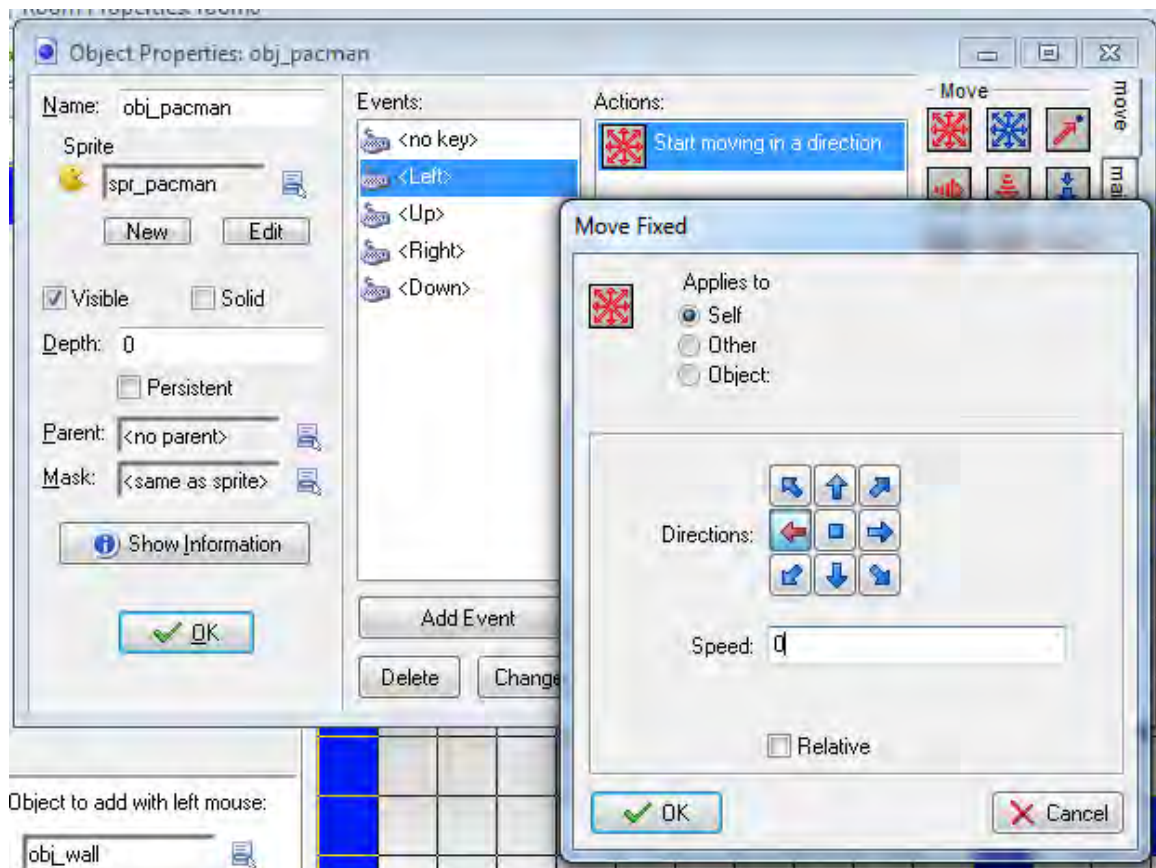 Room Properties: room0
Object Properties: obj_pacman
Name: obj_pacman
Sprite
spr_pacman
New Edit
Visible Solid
Depth: 0
Persistent
Parent: <no parent>
Mask: <same as sprite>
Show Information
OK
Events:
<no key>
<Left>
<Up>
<Right>
<Down>
Add Event
Delete Change
Actions:
Start moving in a direction
Move
move
mai
Move Fixed
Applies to
Self
Other
Object:
Directions:
Speed: 0
Relative
OK Cancel
Object to add with left mouse:
obj_wall